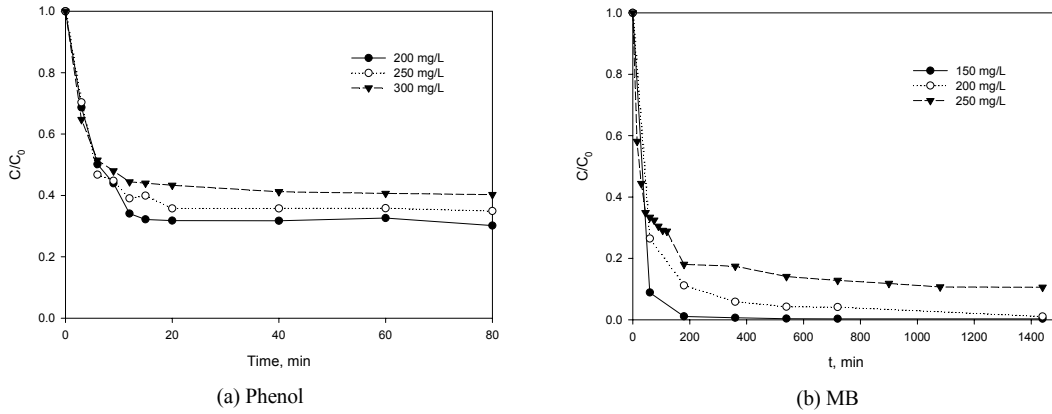 1.0
0.8
0.6
0.4
0.2
0.0
C/C0
200 mg/L
250 mg/L
300 mg/L
0
20
40
60
80
Time, min
(a) Phenol
1.0
0.8
0.6
0.4
0.2
0.0
C/C0
150 mg/L
200 mg/L
250 mg/L
0
200
400
600
800
1000
1200
1400
t, min
(b) MB